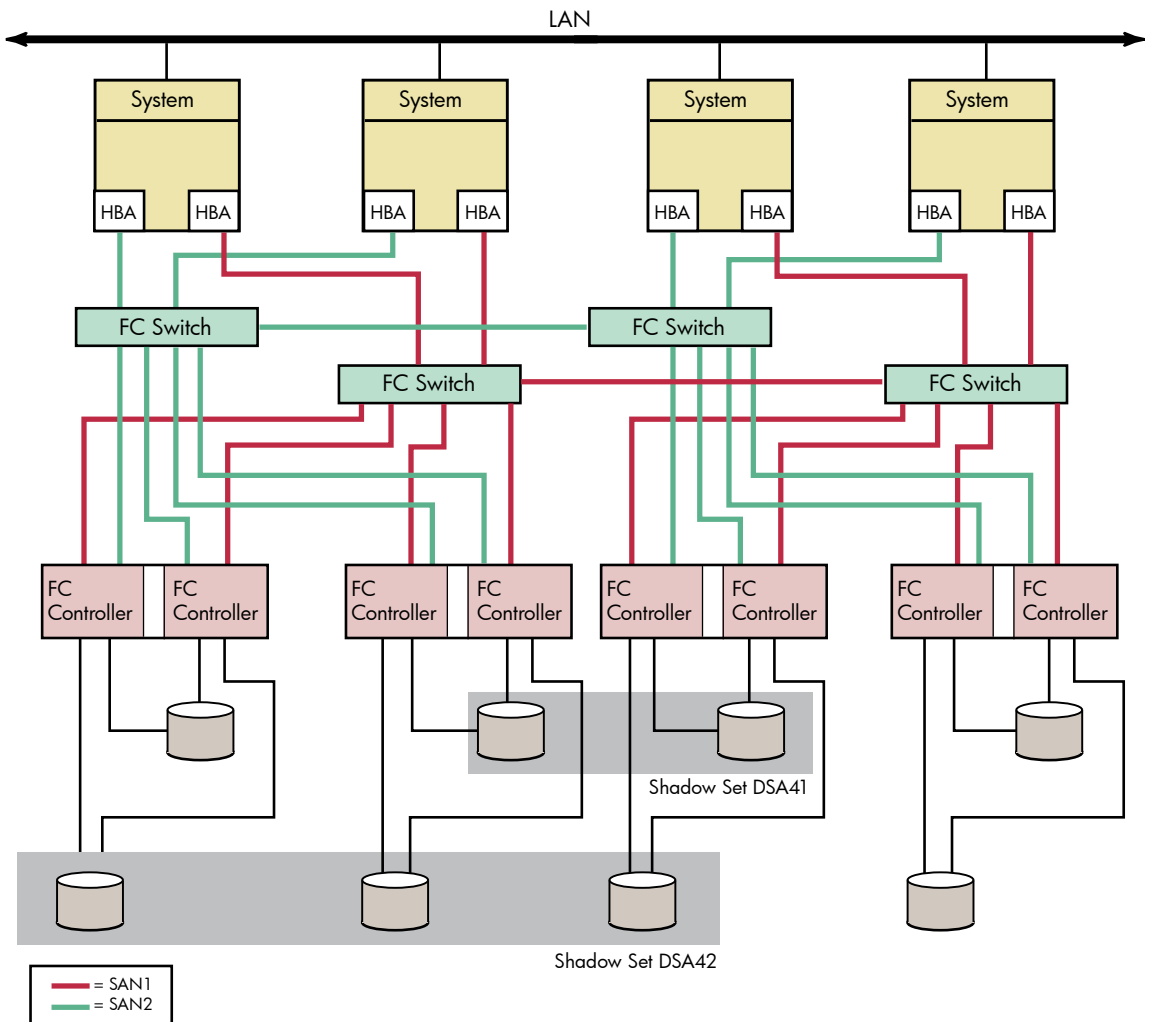 LAN
System
System
System
System
HBA
HBA
HBA
HBA
HBA
HBA
HBA
HBA
FC Switch
FC Switch
FC Switch
FC Switch
FC
Controller
FC
Controller
FC
Controller
FC
Controller
FC
Controller
FC
Controller
FC
Controller
FC
Controller
Shadow Set DSA41
Shadow Set DSA42
= SAN1
= SAN2